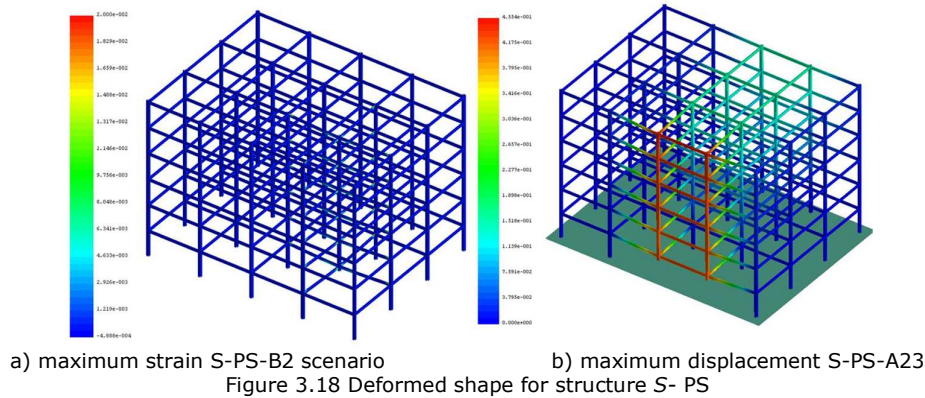 2.000e-002
1.829e-002
1.659e-002
1.488e-002
1.317e-002
1.146e-002
9.756e-003
8.048e-003
6.341e-003
4.633e-003
2.926e-003
1.219e-003
-4.888e-004
4.554e-001
4.175e-001
3.795e-001
3.416e-001
3.036e-001
2.657e-001
2.277e-001
1.898e-001
1.518e-001
1.139e-001
7.591e-002
3.795e-002
0.000e+000
a) maximum strain S-PS-B2 scenario
b) maximum displacement S-PS-A23
Figure 3.18 Deformed shape for structure S- PS